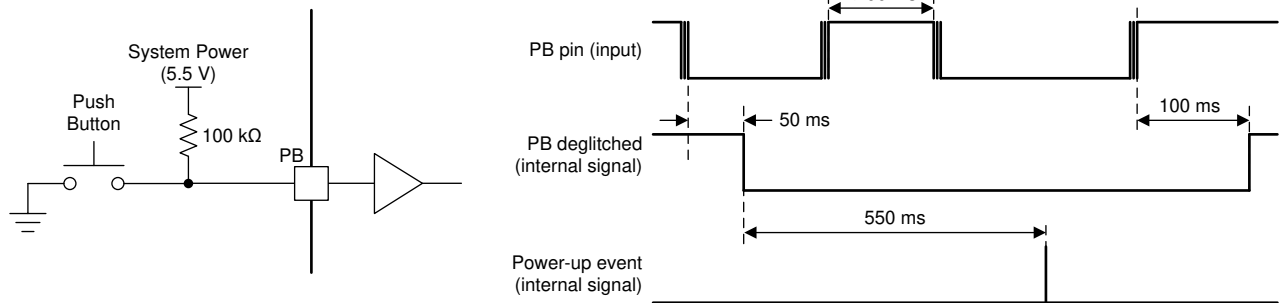 System Power
(5.5 V)
Push
Button
100 kΩ
PB
PB pin (input)
100 ms
PB deglitched
(internal signal)
50 ms
550 ms
Power-up event
(internal signal)